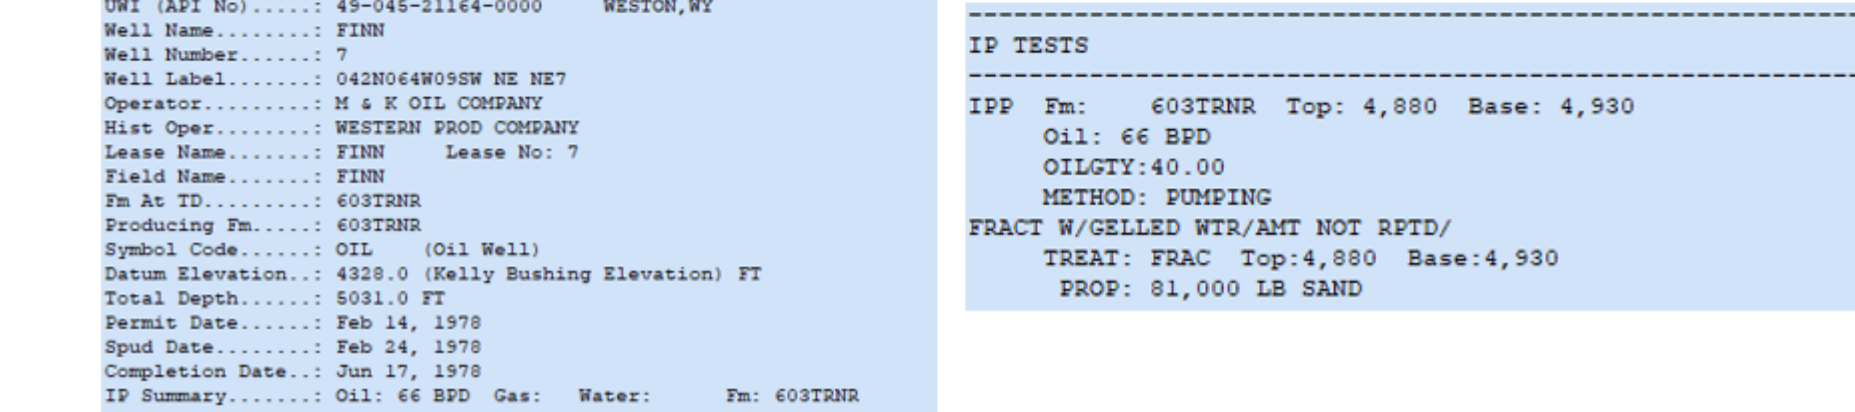 UWI (API No).....: 49-045-21164-0000    WESTON,WY
Well Name........: FINN
Well Number......: 7
Well Label.......: 042N064W09SW NE NE7
Operator.........: M & K OIL COMPANY
Hist Oper........: WESTERN PROD COMPANY
Lease Name.......: FINN    Lease No: 7
Field Name.......: FINN
Fm At TD.........: 603TRNR
Producing Fm.....: 603TRNR
Symbol Code......: OIL    (Oil Well)
Datum Elevation..: 4328.0 (Kelly Bushing Elevation) FT
Total Depth......: 5031.0 FT
Permit Date......: Feb 14, 1978
Spud Date........: Feb 24, 1978
Completion Date..: Jun 17, 1978
IP Summary.......: Oil: 66 BPD  Gas:   Water:      Fm: 603TRNR
-----------------------------------------------------------
IP TESTS
-----------------------------------------------------------
IPP  Fm:    603TRNR  Top: 4,880  Base: 4,930
Oil: 66 BPD
OILGTY:40.00
METHOD: PUMPING
FRACT W/GELLED WTR/AMT NOT RPTD/
TREAT: FRAC  Top:4,880  Base:4,930
PROP: 81,000 LB SAND